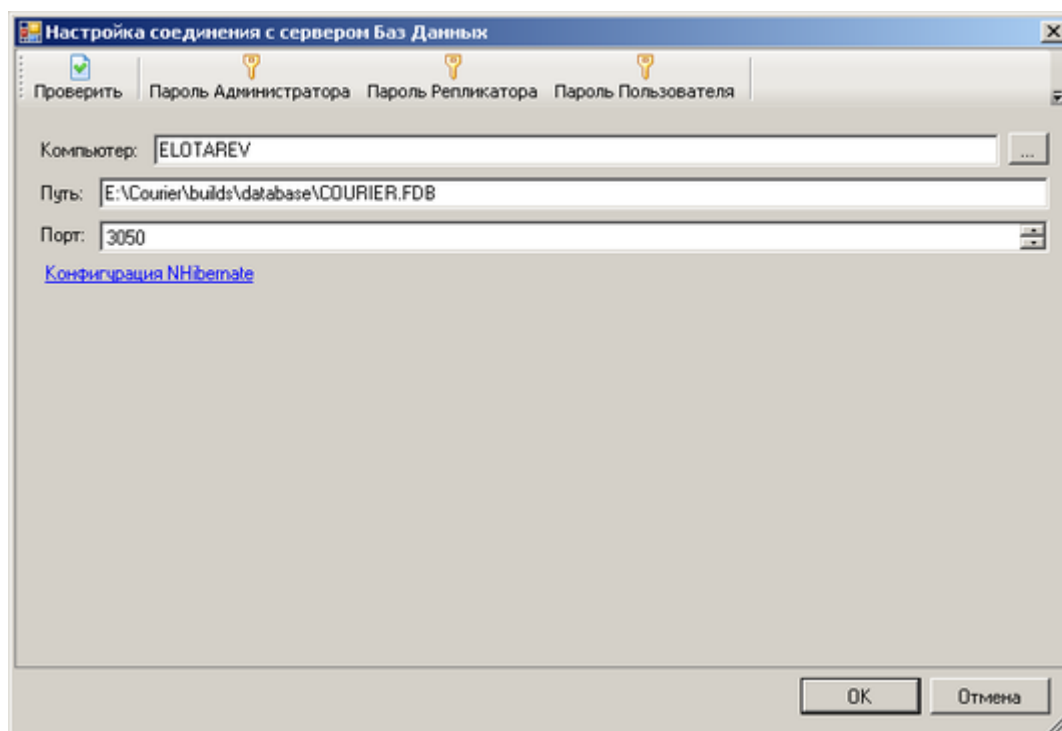 Настройка соединения с сервером Баз Данных
Проверить Пароль Администратора Пароль Репликатора Пароль Пользователя
Компьютер: ELOTAREV ...
Путь: E:\Courier\builds\database\COURIER.FDB
Порт: 3050
Конфигурация NHibernate
OK Отмена